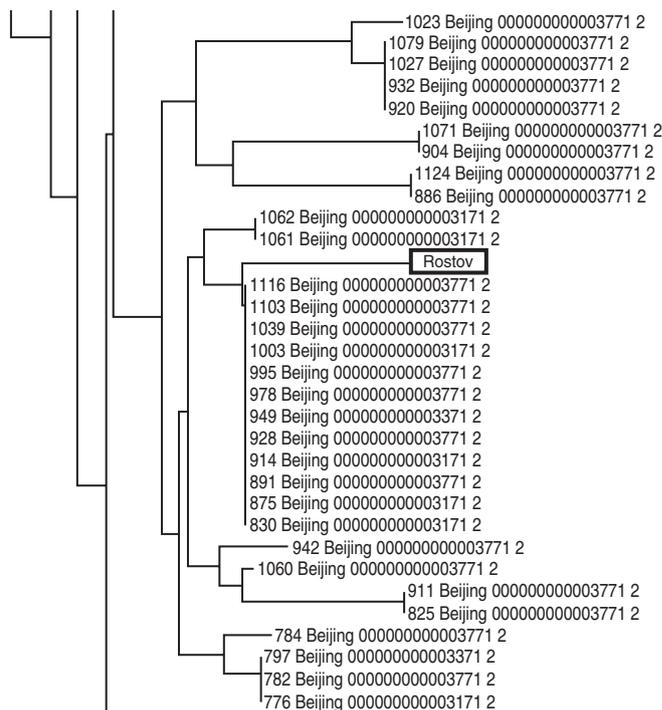 1023 Beijing 000000000003771 2
1079 Beijing 000000000003771 2
1027 Beijing 000000000003771 2
932 Beijing 000000000003771 2
920 Beijing 000000000003771 2
1071 Beijing 000000000003771 2
904 Beijing 000000000003771 2
1124 Beijing 000000000003771 2
886 Beijing 000000000003771 2
1062 Beijing 000000000003171 2
1061 Beijing 000000000003171 2
Rostov
1116 Beijing 000000000003771 2
1103 Beijing 000000000003771 2
1039 Beijing 000000000003771 2
1003 Beijing 000000000003171 2
995 Beijing 000000000003771 2
978 Beijing 000000000003771 2
949 Beijing 000000000003371 2
928 Beijing 000000000003771 2
914 Beijing 000000000003171 2
891 Beijing 000000000003771 2
875 Beijing 000000000003171 2
830 Beijing 000000000003171 2
942 Beijing 000000000003771 2
1060 Beijing 000000000003771 2
911 Beijing 000000000003771 2
825 Beijing 000000000003771 2
784 Beijing 000000000003771 2
797 Beijing 000000000003371 2
782 Beijing 000000000003771 2
776 Beijing 000000000003171 2